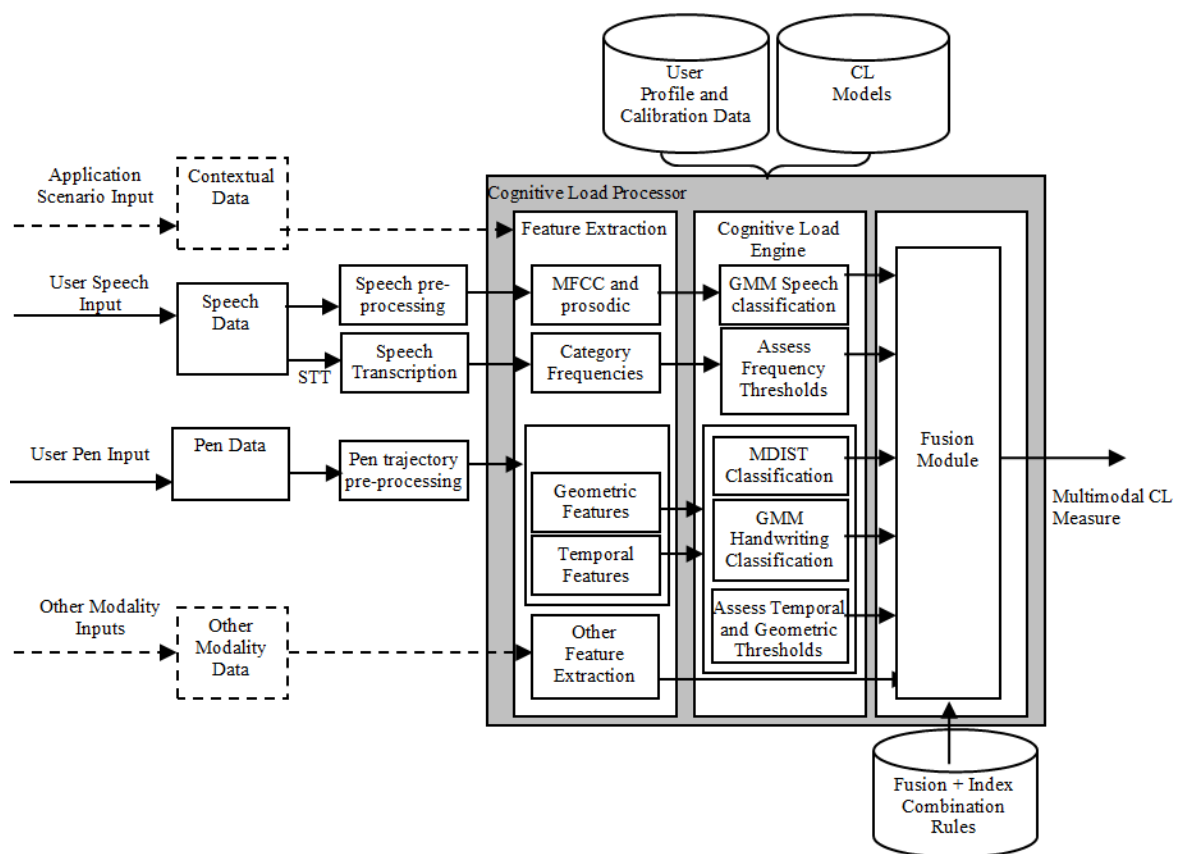 User
Profile and
Calibration Data
CL
Models
Application
Scenario Input
Contextual
Data
Cognitive Load Processor
Feature Extraction
Cognitive Load
Engine
User Speech
Input
Speech
Data
Speech pre-
processing
MFCC and
prosodic
GMM Speech
classification
STT
Speech
Transcription
Category
Frequencies
Assess
Frequency
Thresholds
User Pen Input
Pen Data
Pen trajectory
pre-processing
Geometric
Features
Temporal
Features
MDIST
Classification
GMM
Handwriting
Classification
Assess Temporal
and Geometric
Thresholds
Fusion
Module
Multimodal CL
Measure
Other Modality
Inputs
Other
Modality
Data
Other
Feature
Extraction
Fusion + Index
Combination
Rules